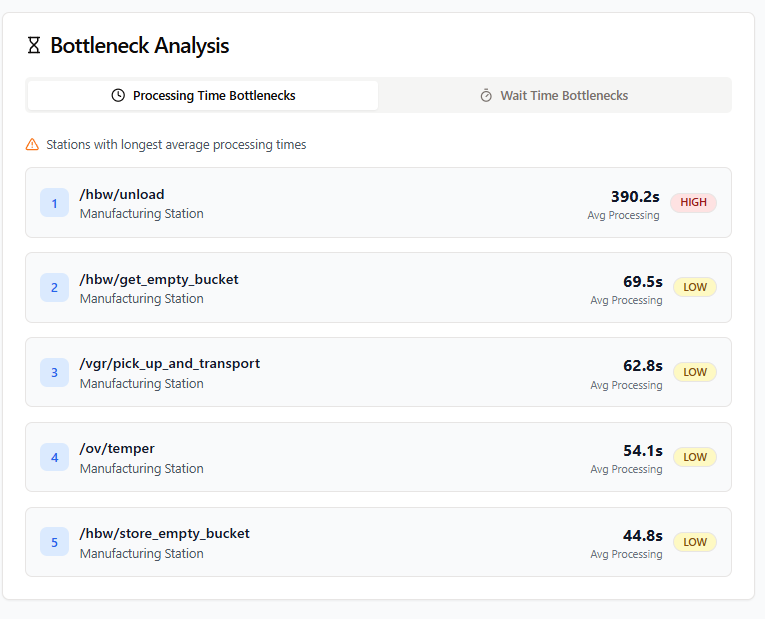 Bottleneck Analysis
Processing Time Bottlenecks
Wait Time Bottlenecks
Stations with longest average processing times
1
/hbw/unload
Manufacturing Station
390.2s
Avg Processing
HIGH
2
/hbw/get_empty_bucket
Manufacturing Station
69.5s
Avg Processing
LOW
3
/vgr/pick_up_and_transport
Manufacturing Station
62.8s
Avg Processing
LOW
4
/ov/temper
Manufacturing Station
54.1s
Avg Processing
LOW
5
/hbw/store_empty_bucket
Manufacturing Station
44.8s
Avg Processing
LOW